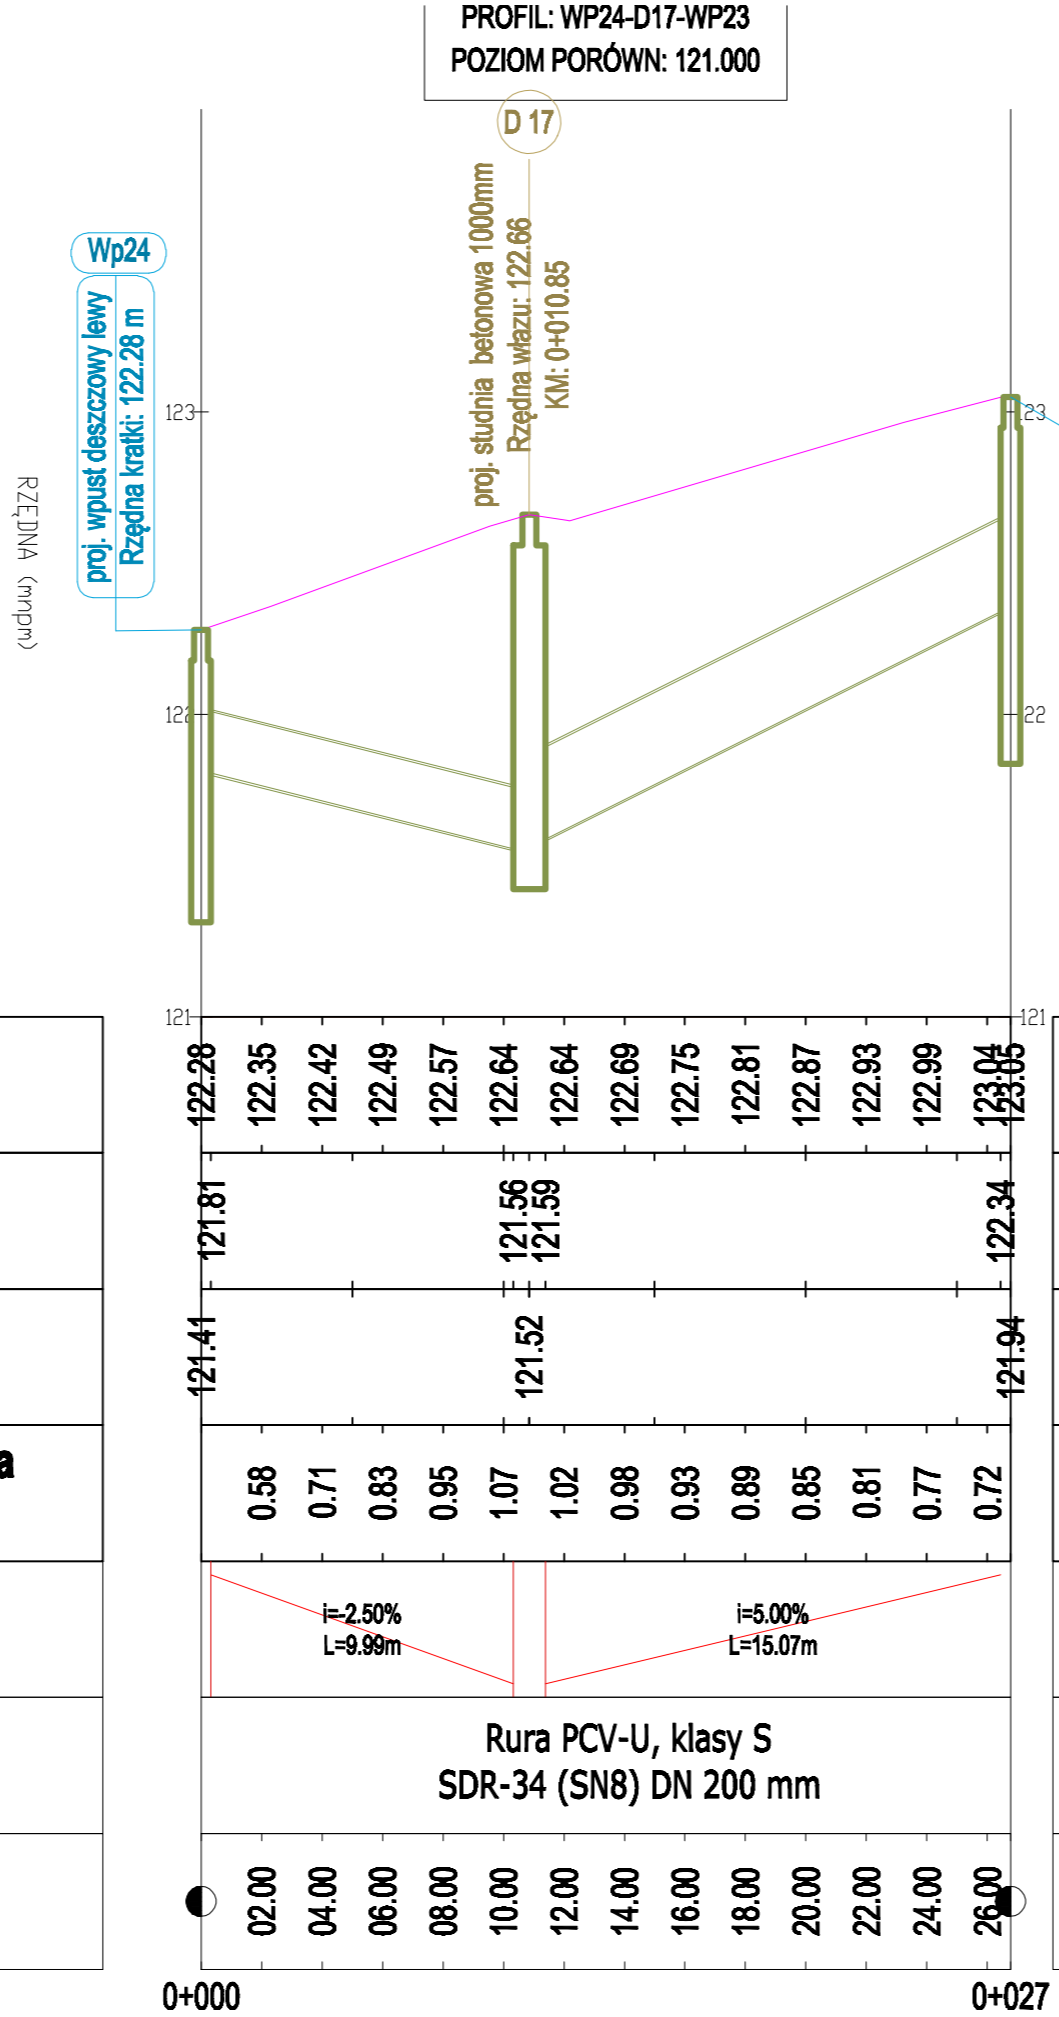 PROFIL: WP24-D17-WP23
POZIOM PORÓWN: 121.000
D 17
proj. studnia betonowa 1000mm
Rzędna włazu: 122.66
KM: 0+010.85
Wp24
proj. wpust deszczowy lewy
Rzędna kratki: 122.28 m
RZĘDNA (mnpm)
123
123
122
22
121
121
122.28 122.35 122.42 122.49 122.57 122.64 122.64 122.69 122.75 122.81 122.87 122.93 122.99 123.04 123.05
121.81 121.56 121.59 122.34
121.41 121.52 121.94
a
0.58 0.71 0.83 0.95 1.07 1.02 0.98 0.93 0.89 0.85 0.81 0.77 0.72
i=-2.50%
L=9.99m
i=5.00%
L=15.07m
Rura PCV-U, klasy S
SDR-34 (SN8) DN 200 mm
02.00 04.00 06.00 08.00 10.00 12.00 14.00 16.00 18.00 20.00 22.00 24.00 26.00
0+000
0+027